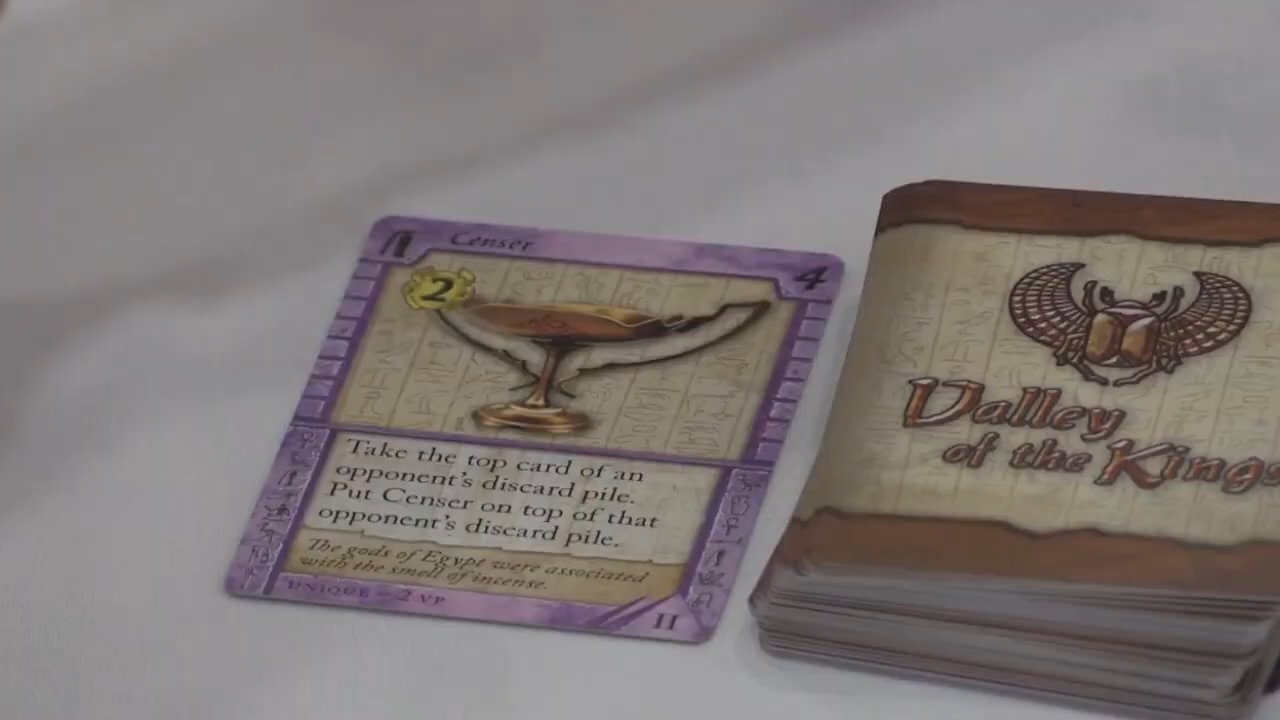 Censer
4
2
Take the top card of an
opponent's discard pile.
Put Censer on top of that
opponent's discard pile.
The gods of Egypt were associated
with the smell of incense.
UNIQUE - 2 VP
II
Valley
of the Kings